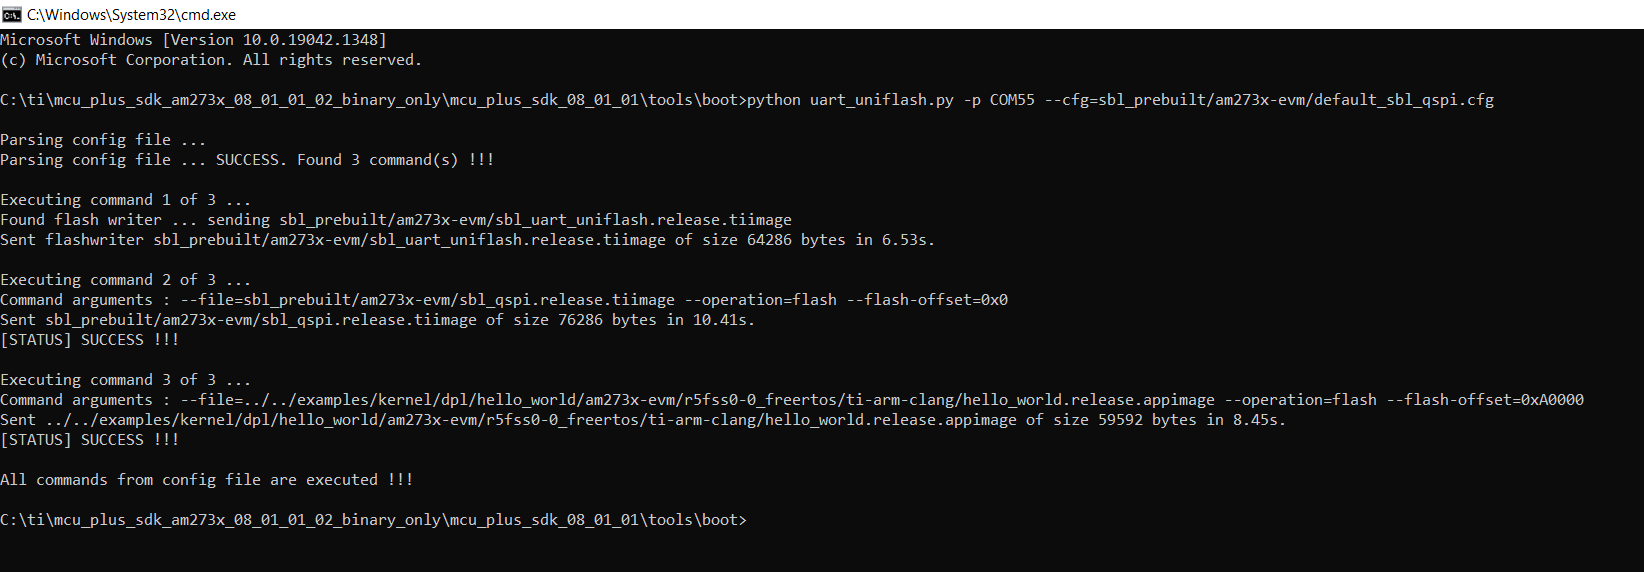 C:\Windows\System32\cmd.exe
Microsoft Windows [Version 10.0.19042.1348]
(c) Microsoft Corporation. All rights reserved.
C:\ti\mcu_plus_sdk_am273x_08_01_01_02_binary_only\mcu_plus_sdk_08_01_01\tools\boot>python uart_uniflash.py -p COM55 --cfg=sbl_prebuilt/am273x-evm/default_sbl_qspi.cfg
Parsing config file ...
Parsing config file ... SUCCESS. Found 3 command(s) !!!
Executing command 1 of 3 ...
Found flash writer ... sending sbl_prebuilt/am273x-evm/sbl_uart_uniflash.release.tiimage
Sent flashwriter sbl_prebuilt/am273x-evm/sbl_uart_uniflash.release.tiimage of size 64286 bytes in 6.53s.
Executing command 2 of 3 ...
Command arguments : --file=sbl_prebuilt/am273x-evm/sbl_qspi.release.tiimage --operation=flash --flash-offset=0x0
Sent sbl_prebuilt/am273x-evm/sbl_qspi.release.tiimage of size 76286 bytes in 10.41s.
[STATUS] SUCCESS !!!
Executing command 3 of 3 ...
Command arguments : --file=../../examples/kernel/dpl/hello_world/am273x-evm/r5fss0-0_freertos/ti-arm-clang/hello_world.release.appimage --operation=flash --flash-offset=0xA0000
Sent ../../examples/kernel/dpl/hello_world/am273x-evm/r5fss0-0_freertos/ti-arm-clang/hello_world.release.appimage of size 59592 bytes in 8.45s.
[STATUS] SUCCESS !!!
All commands from config file are executed !!!
C:\ti\mcu_plus_sdk_am273x_08_01_01_02_binary_only\mcu_plus_sdk_08_01_01\tools\boot>